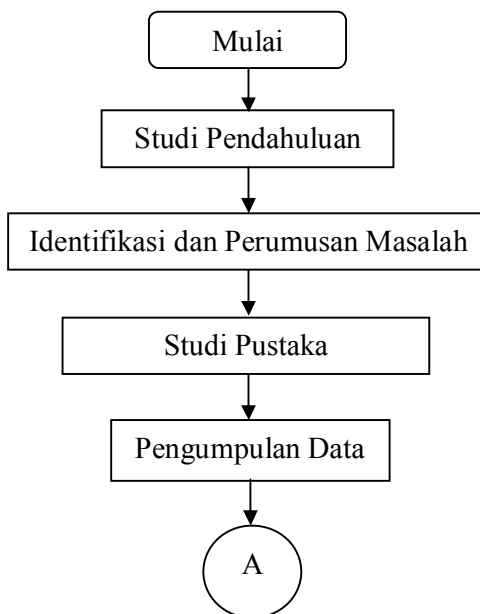 Mulai
Studi Pendahuluan
Identifikasi dan Perumusan Masalah
Studi Pustaka
Pengumpulan Data
A